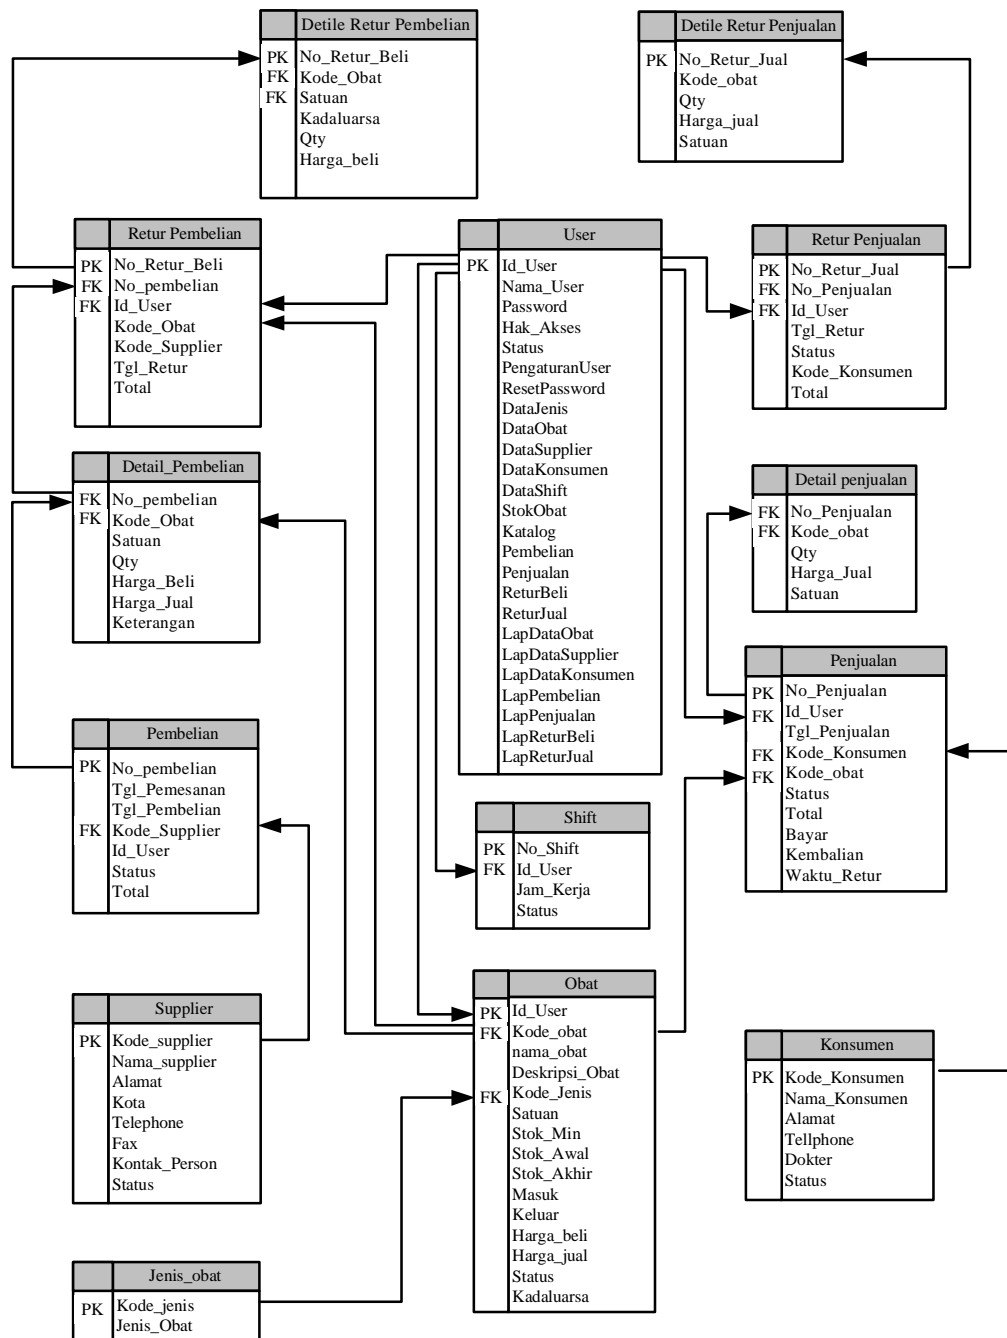 Detile Retur Pembelian
PK No_Retur_Beli
FK Kode_Obat
FK Satuan
Kadaluarsa
Qty
Harga_beli
Detile Retur Penjualan
PK No_Retur_Jual
Kode_obat
Qty
Harga_jual
Satuan
Retur Pembelian
PK No_Retur_Beli
FK No_pembelian
FK Id_User
Kode_Obat
Kode_Supplier
Tgl_Retur
Total
User
PK Id_User
Nama_User
Password
Hak_Akses
Status
PengaturanUser
ResetPassword
DataJenis
DataObat
DataSupplier
DataKonsumen
DataShift
StokObat
Katalog
Pembelian
Penjualan
ReturBeli
ReturJual
LapDataObat
LapDataSupplier
LapDataKonsumen
LapPembelian
LapPenjualan
LapReturBeli
LapReturJual
Retur Penjualan
PK No_Retur_Jual
FK No_Penjualan
FK Id_User
Tgl_Retur
Status
Kode_Konsumen
Total
Detail_Pembelian
FK No_pembelian
FK Kode_Obat
Satuan
Qty
Harga_Beli
Harga_Jual
Keterangan
Detail penjualan
FK No_Penjualan
FK Kode_obat
Qty
Harga_Jual
Satuan
Penjualan
PK No_Penjualan
FK Id_User
Tgl_Penjualan
FK Kode_Konsumen
FK Kode_obat
Status
Total
Bayar
Kembalian
Waktu_Retur
Pembelian
PK No_pembelian
Tgl_Pemesanan
Tgl_Pembelian
FK Kode_Supplier
Id_User
Status
Total
Shift
PK No_Shift
FK Id_User
Jam_Kerja
Status
Supplier
PK Kode_supplier
Nama_supplier
Alamat
Kota
Telephone
Fax
Kontak_Person
Status
Obat
PK Id_User
FK Kode_obat
nama_obat
Deskripsi_Obat
FK Kode_Jenis
Satuan
Stok_Min
Stok_Awal
Stok_Akhir
Masuk
Keluar
Harga_beli
Harga_jual
Status
Kadaluarsa
Konsumen
PK Kode_Konsumen
Nama_Konsumen
Alamat
Tellphone
Dokter
Status
Jenis_obat
PK Kode_jenis
Jenis_Obat